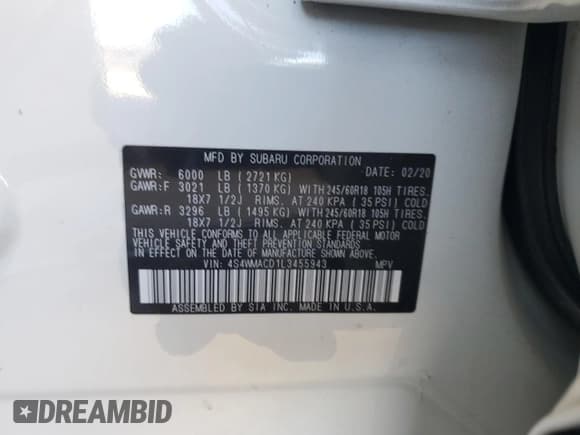 MFD BY SUBARU CORPORATION
GVWR: 6000 LB ( 2721 KG) DATE: 02/20
GAWR:F 3021 LB ( 1370 KG) WITH 245/60R18 105H TIRES,
18X7 1/2J RIMS, AT 240 KPA ( 35 PSI) COLD
GAWR:R 3296 LB ( 1495 KG) WITH 245/60R18 105H TIRES,
18X7 1/2J RIMS, AT 240 KPA ( 35 PSI) COLD
THIS VEHICLE CONFORMS TO ALL APPLICABLE FEDERAL MOTOR
VEHICLE SAFETY AND THEFT PREVENTION STANDARDS
IN EFFECT ON THE DATE OF MANUFACTURE SHOWN ABOVE.
VIN: 4S4WMACD1L3455943 MPV
ASSEMBLED BY SIA INC. MADE IN U.S.A.
DREAMBID